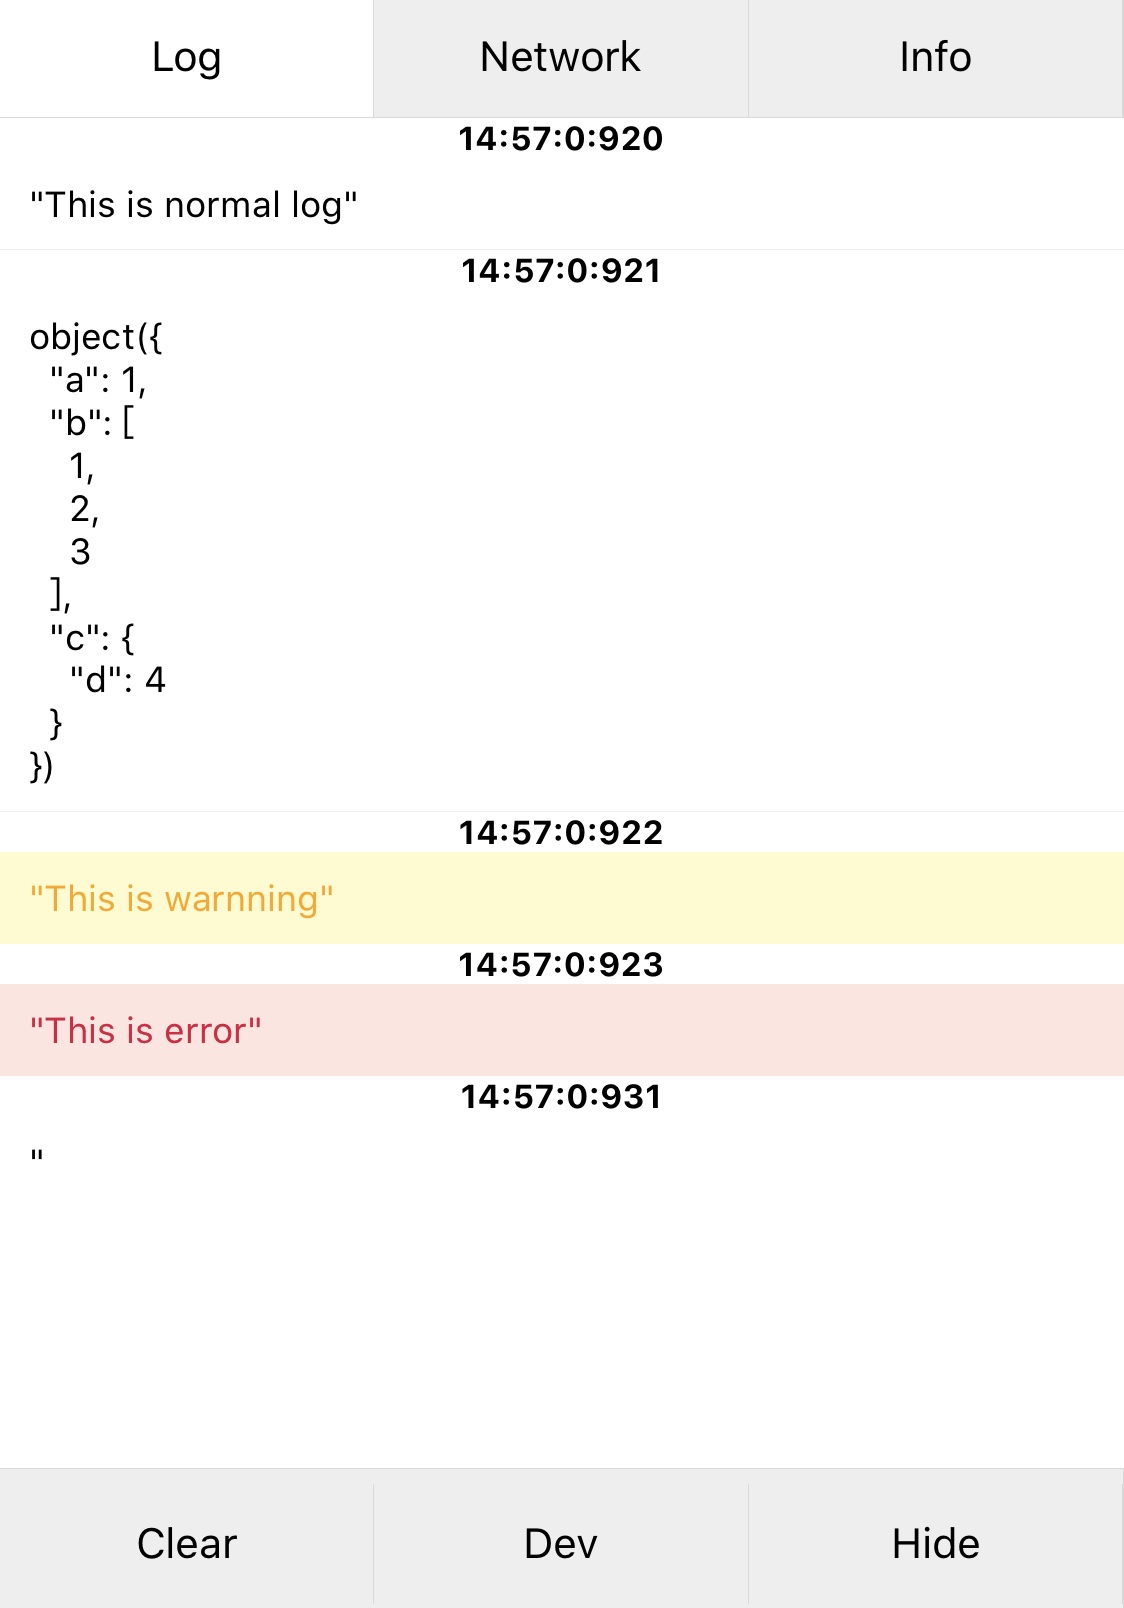 Log Network Info
14:57:0:920
"This is normal log"
14:57:0:921
object({
  "a": 1,
  "b": [
    1,
    2,
    3
  ],
  "c": {
    "d": 4
  }
})
14:57:0:922
"This is warnning"
14:57:0:923
"This is error"
14:57:0:931
"
Clear Dev Hide